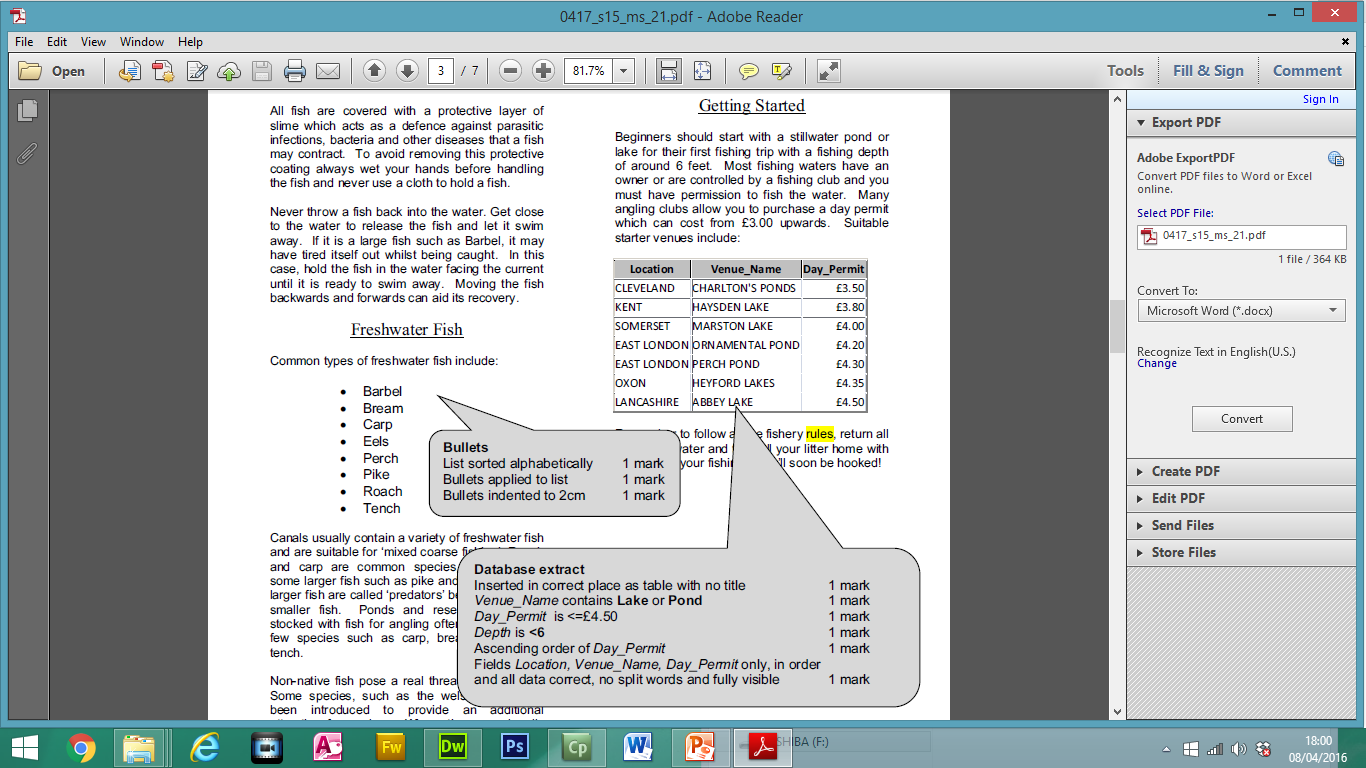 0417_s15_ms_21.pdf - Adobe Reader
File Edit View Window Help
Open
3 / 7
81.7%
Tools Fill & Sign Comment
Sign In
All fish are covered with a protective layer of
slime which acts as a defence against parasitic
infections, bacteria and other diseases that a fish
may contract. To avoid removing this protective
coating always wet your hands before handling
the fish and never use a cloth to hold a fish.
Never throw a fish back into the water. Get close
to the water to release the fish and let it swim
away. If it is a large fish such as Barbel, it may
have tired itself out whilst being caught. In this
case, hold the fish in the water facing the current
until it is ready to swim away. Moving the fish
backwards and forwards can aid its recovery.
Freshwater Fish
Common types of freshwater fish include:
• Barbel
• Bream
• Carp
• Eels
• Perch
• Pike
• Roach
• Tench
Canals usually contain a variety of freshwater fish
and are suitable for ‘mixed coarse
and carp are common species
some larger fish such as pike and
larger fish are called ‘predators’
smaller fish. Ponds and
stocked with fish for angling
few species such as carp,
tench.
Non-native fish pose a real
Some species, such as the
been introduced to provide an additional
Getting Started
Beginners should start with a stillwater pond or
lake for their first fishing trip with a fishing depth
of around 6 feet. Most fishing waters have an
owner or are controlled by a fishing club and you
must have permission to fish the water. Many
angling clubs allow you to purchase a day permit
which can cost from £3.00 upwards. Suitable
starter venues include:
Location Venue_Name Day_Permit
CLEVELAND CHARLTON'S PONDS £3.50
KENT HAYSDEN LAKE £3.80
SOMERSET MARSTON LAKE £4.00
EAST LONDON ORNAMENTAL POND £4.20
EAST LONDON PERCH POND £4.30
OXON HEYFORD LAKES £4.35
LANCASHIRE ABBEY LAKE £4.50
to follow fishery rules, return all
your litter home with
your soon be hooked!
Bullets
List sorted alphabetically 1 mark
Bullets applied to list 1 mark
Bullets indented to 2cm 1 mark
Database extract
Inserted in correct place as table with no title 1 mark
Venue_Name contains Lake or Pond 1 mark
Day_Permit is <=£4.50 1 mark
Depth is <6 1 mark
Ascending order of Day_Permit 1 mark
Fields Location, Venue_Name, Day_Permit only, in order
and all data correct, no split words and fully visible 1 mark
Export PDF
Adobe ExportPDF
Convert PDF files to Word or Excel
online.
Select PDF File:
0417_s15_ms_21.pdf
1 file / 364 KB
Convert To:
Microsoft Word (*.docx)
Recognize Text in English(U.S.)
Change
Convert
Create PDF
Edit PDF
Send Files
Store Files
Fw Dw Ps Cp
(F:)
18:00
08/04/2016